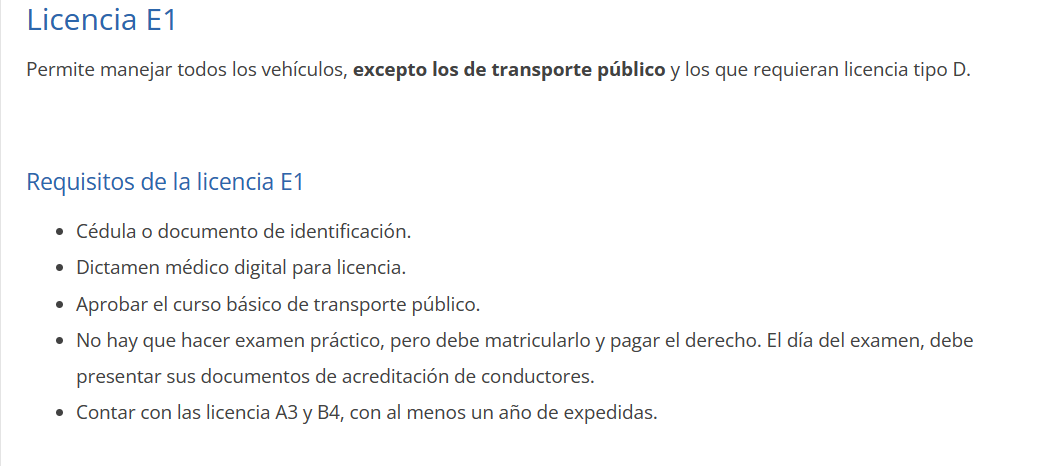 Licencia E1
Permite manejar todos los vehículos, excepto los de transporte público y los que requieran licencia tipo D.
Requisitos de la licencia E1
• Cédula o documento de identificación.
• Dictamen médico digital para licencia.
• Aprobar el curso básico de transporte público.
• No hay que hacer examen práctico, pero debe matricularlo y pagar el derecho. El día del examen, debe
presentar sus documentos de acreditación de conductores.
• Contar con las licencia A3 y B4, con al menos un año de expedidas.